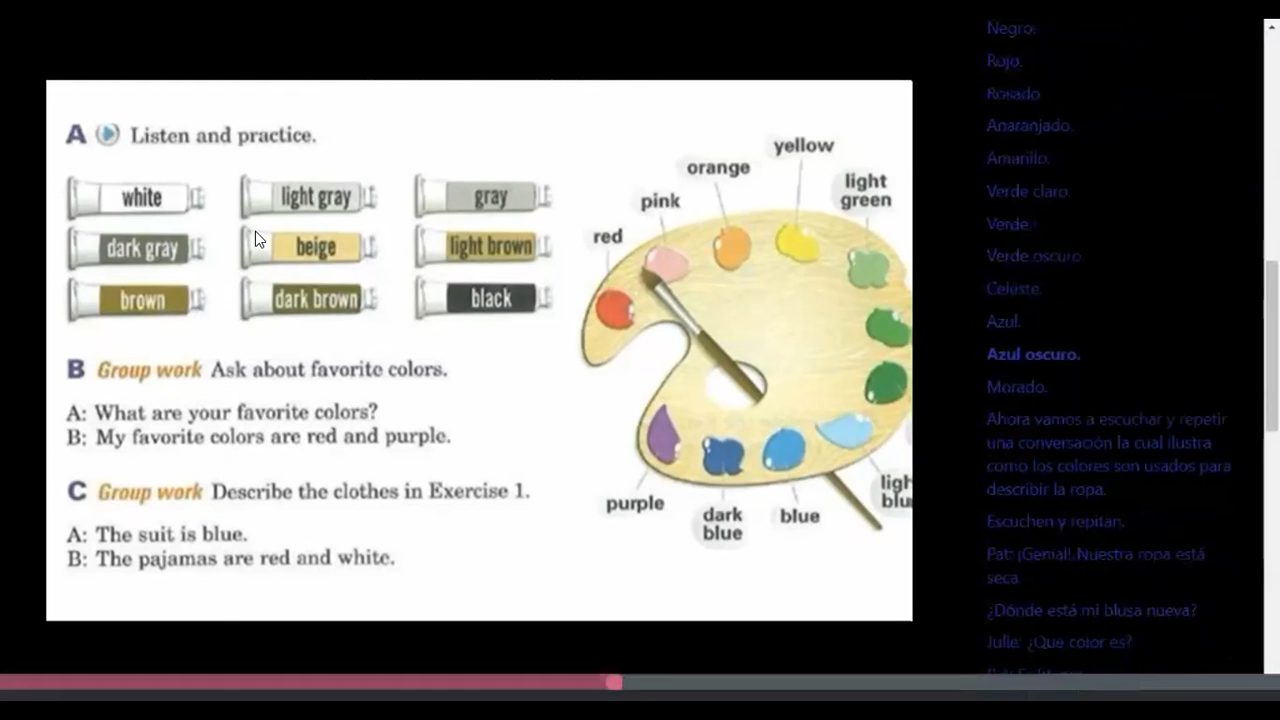 A Listen and practice.
white
light gray
gray
dark gray
beige
light brown
brown
dark brown
black
B Group work Ask about favorite colors.
A: What are your favorite colors?
B: My favorite colors are red and purple.
C Group work Describe the clothes in Exercise 1.
A: The suit is blue.
B: The pajamas are red and white.
red
pink
orange
yellow
light
green
purple
dark
blue
blue
ligh
blu
Negro.
Rojo.
Rosado.
Anaranjado.
Amarillo.
Verde claro.
Verde.
Verde oscuro.
Celeste.
Azul.
Azul oscuro.
Morado.
Ahora vamos a escuchar y repetir
una conversación la cual ilustra
como los colores son usados para
describir la ropa.
Escuchen y repitan.
Pat: ¡Genial! Nuestra ropa está
seca.
¿Dónde está mi blusa nueva?
Julie: ¿Que color es?